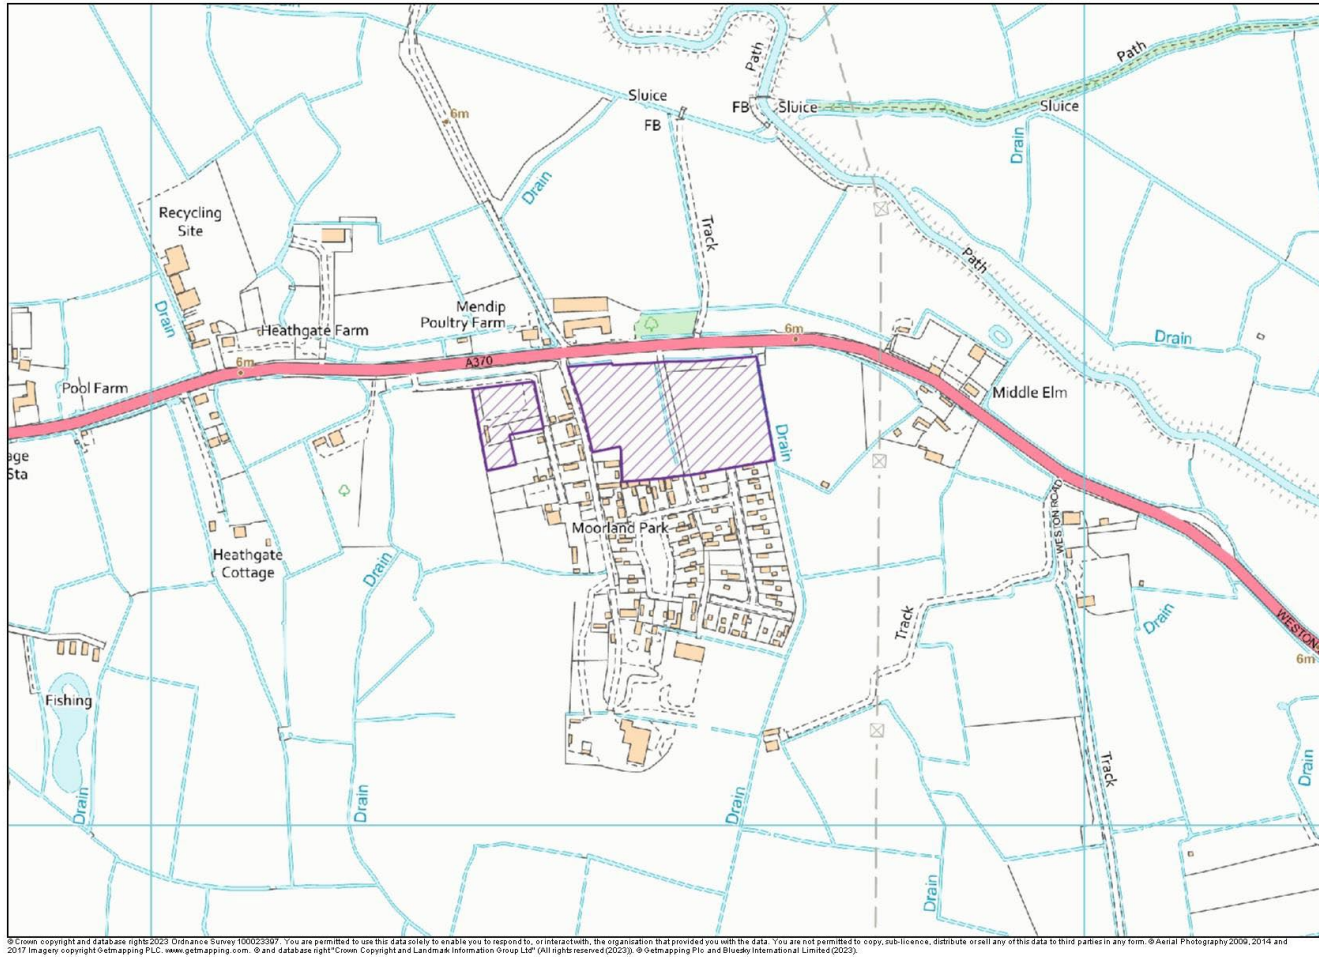 Path
Path
Sluice
FB
Sluice
Sluice
6m
FB
Drain
Drain
Recycling
Site
Track
Path
Drain
Mendip
Poultry Farm
Heathgate Farm
6m
Drain
6m
A370
Pool Farm
Middle Elm
Drain
age
Sta
WESTON ROAD
Moorland Park
Heathgate
Cottage
Drain
Track
Drain
WESTON
6m
Fishing
Track
Drain
Drain
Drain
Drain
Drain
© Crown copyright and database rights 2023 Ordnance Survey 100023397. You are permitted to use this data solely to enable you to respond to, or interact with, the organisation that provided you with the data. You are not permitted to copy, sub-licence, distribute or sell any of this data to third parties in any form. © Aerial Photography 2009, 2014 and
2017 Imagery copyright Getmapping PLC. www.getmapping.com. © and database right "Crown Copyright and Landmark Information Group Ltd" (All rights reserved (2023)). © Getmapping Plc and Bluesky International Limited (2023).